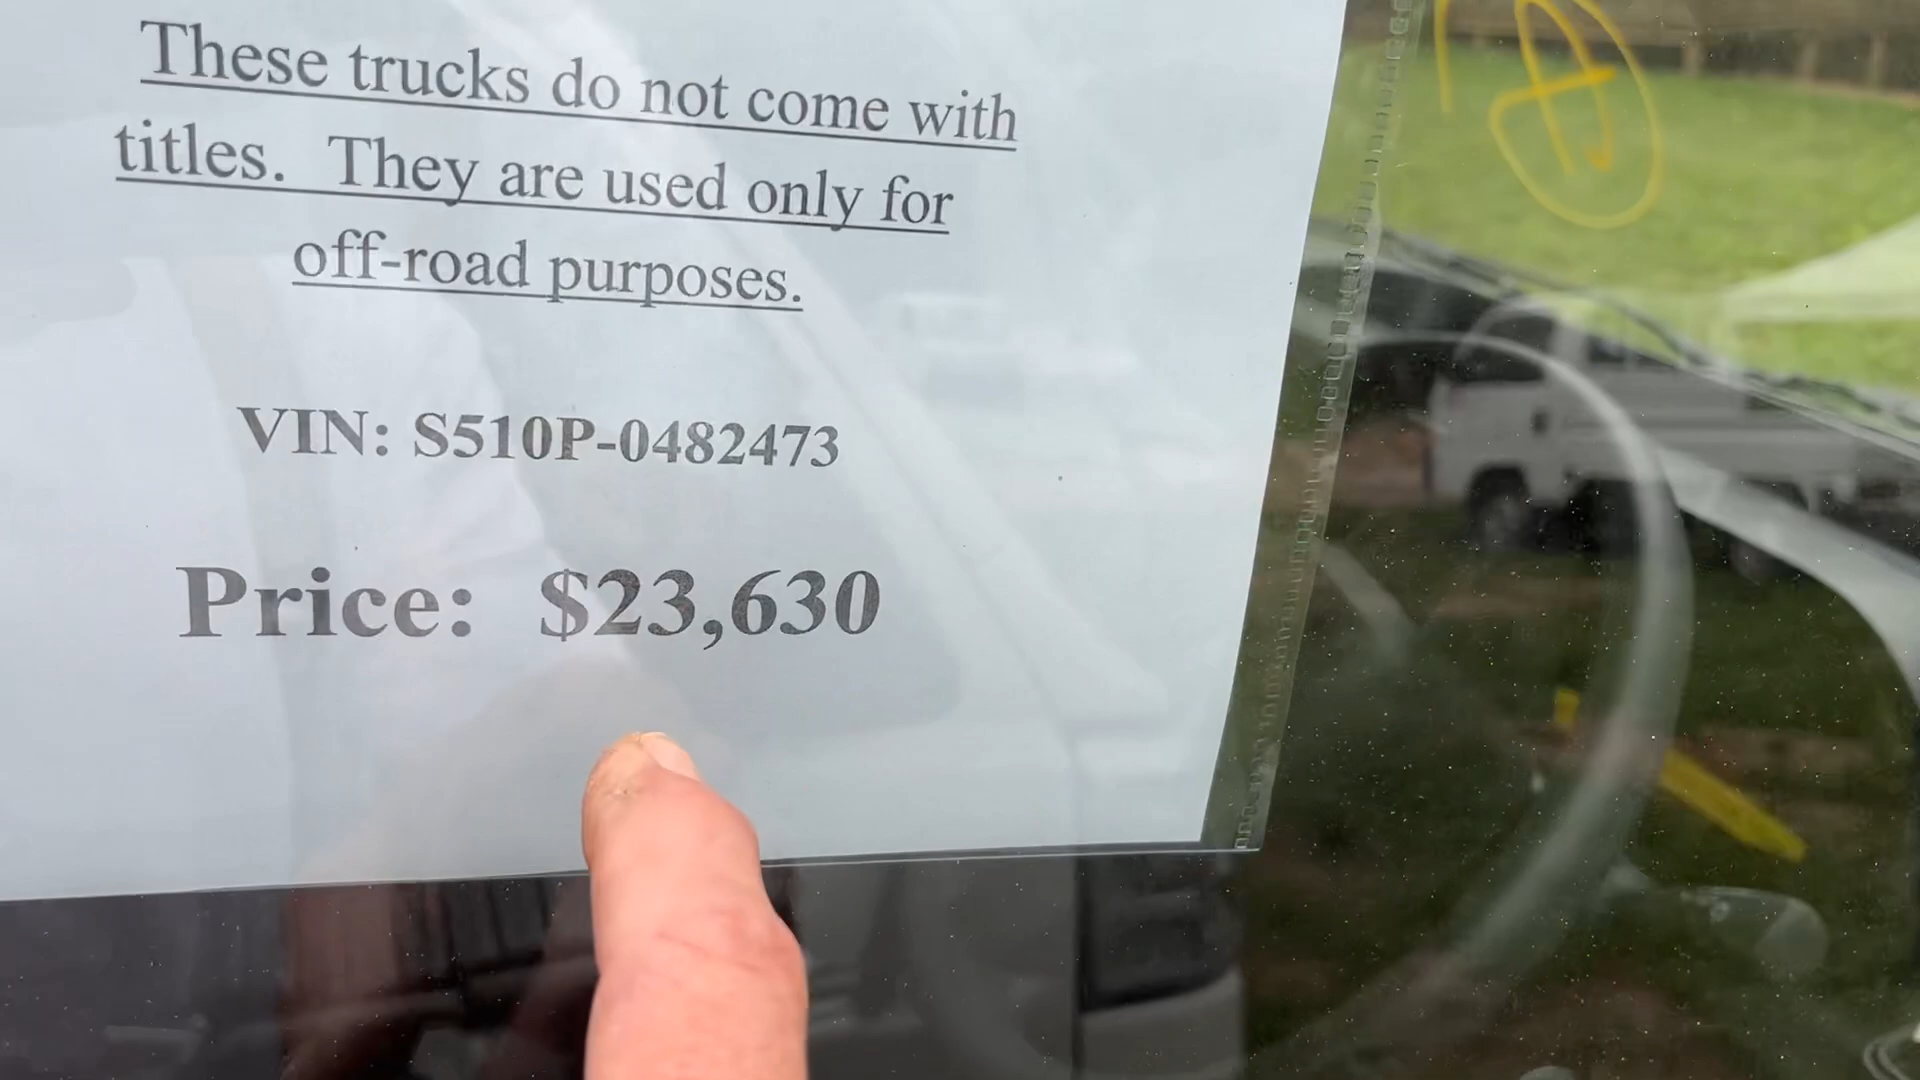 These trucks do not come with
titles. They are used only for
off-road purposes.
VIN: S510P-0482473
Price: $23,630